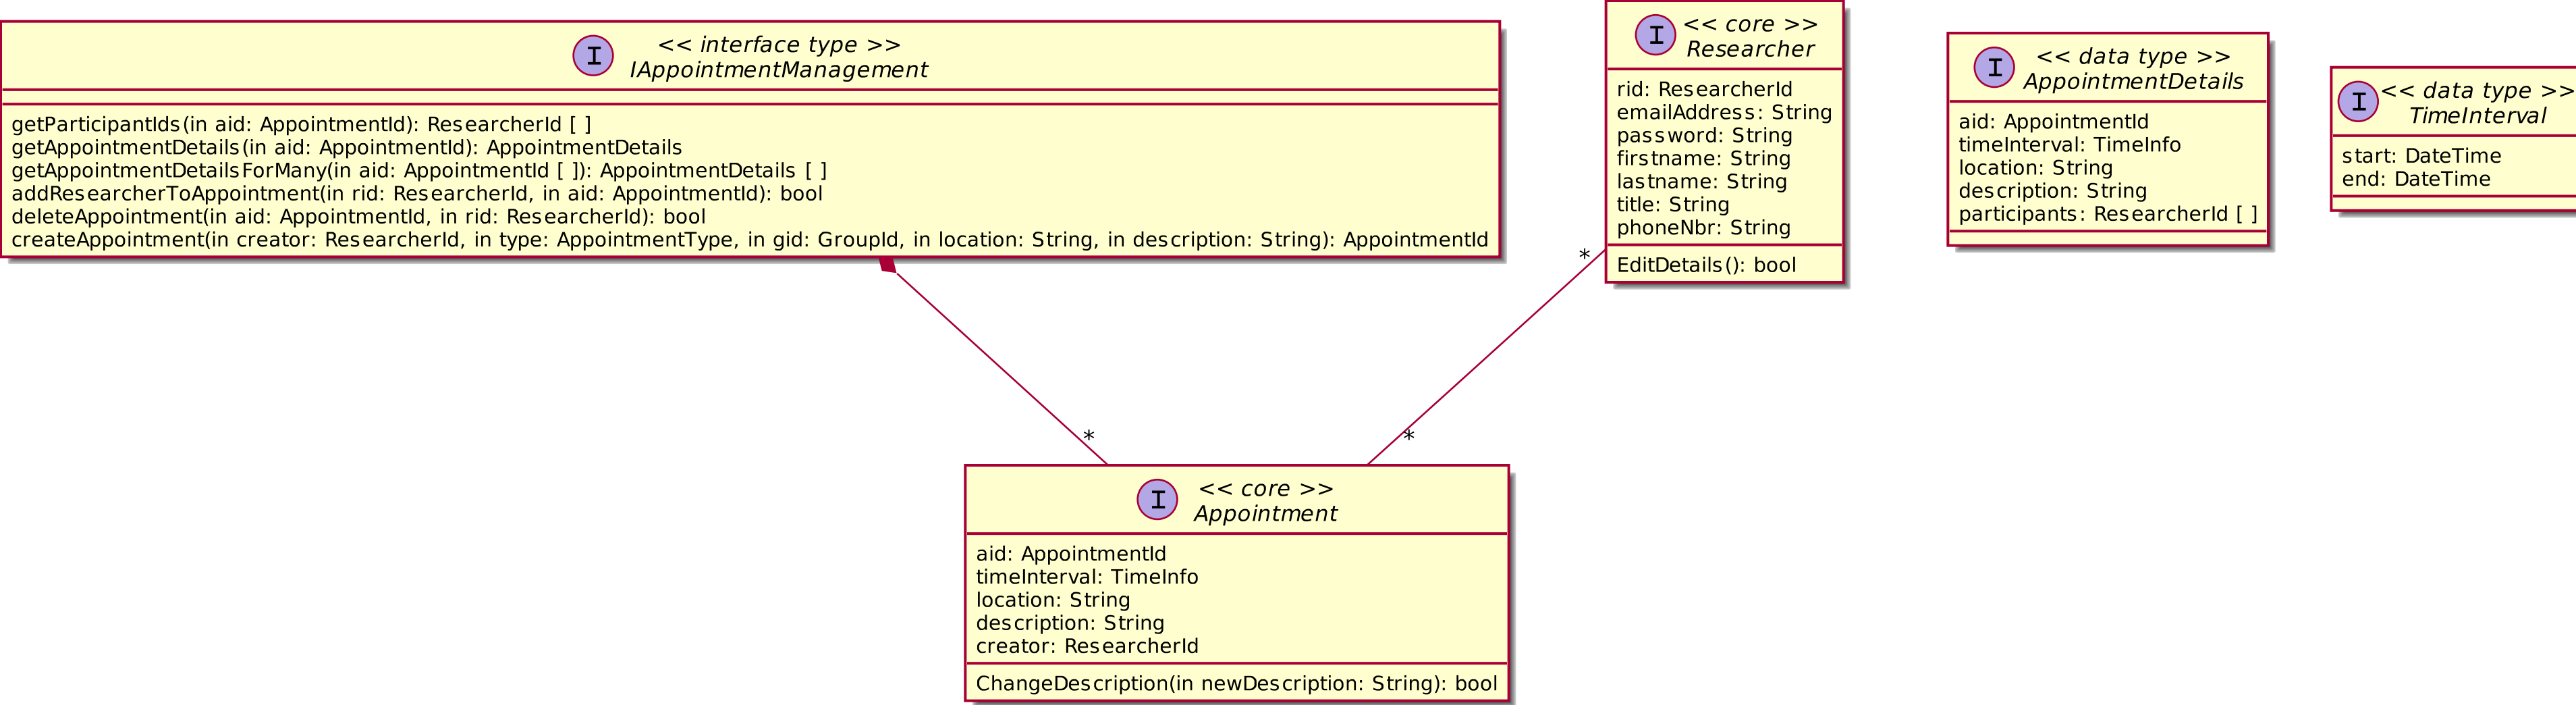 I
<< interface type >>
IAppointmentManagement
getParticipantIds(in aid: AppointmentId): ResearcherId [ ]
getAppointmentDetails(in aid: AppointmentId): AppointmentDetails
getAppointmentDetailsForMany(in aid: AppointmentId [ ]): AppointmentDetails [ ]
addResearcherToAppointment(in rid: ResearcherId, in aid: AppointmentId): bool
deleteAppointment(in aid: AppointmentId, in rid: ResearcherId): bool
createAppointment(in creator: ResearcherId, in type: AppointmentType, in gid: GroupId, in location: String, in description: String): AppointmentId
I
<< core >>
Researcher
rid: ResearcherId
emailAddress: String
password: String
firstname: String
lastname: String
title: String
phoneNbr: String
EditDetails(): bool
I
<< data type >>
AppointmentDetails
aid: AppointmentId
timeInterval: TimeInfo
location: String
description: String
participants: ResearcherId [ ]
I
<< data type >>
TimeInterval
start: DateTime
end: DateTime
*
*
*
I
<< core >>
Appointment
aid: AppointmentId
timeInterval: TimeInfo
location: String
description: String
creator: ResearcherId
ChangeDescription(in newDescription: String): bool